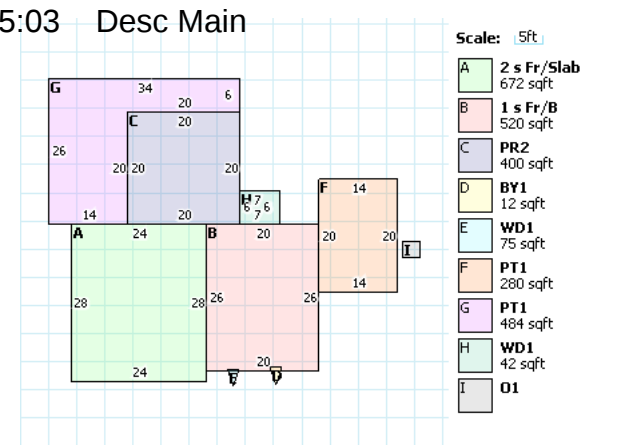 5:03 Desc Main
Scale: 5ft
G 34
20 6
C 20
26
20 20 20
H 7
6 6
7
14 20
F 14
20 20
14
I
A 24 B 20
28 28 26 26
20
24
E D
A 2 s Fr/Slab
672 sqft
B 1 s Fr/B
520 sqft
C PR2
400 sqft
D BY1
12 sqft
E WD1
75 sqft
F PT1
280 sqft
G PT1
484 sqft
H WD1
42 sqft
I O1